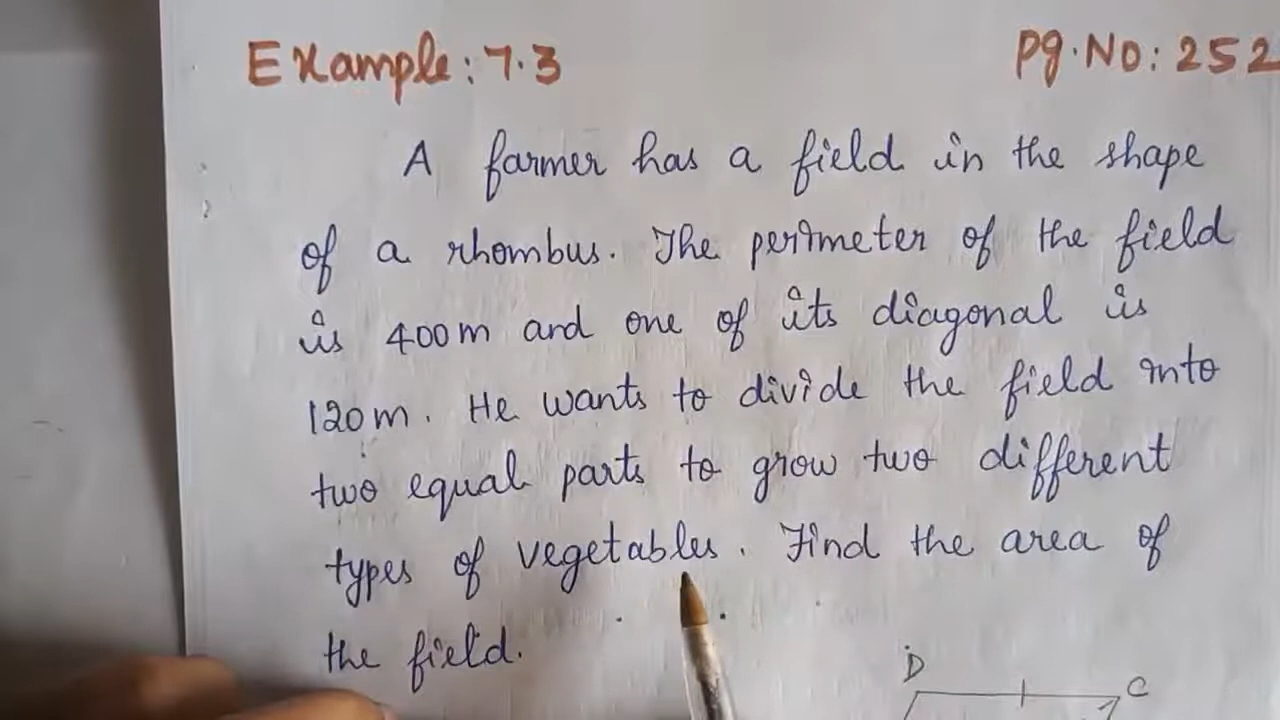 Example: 7.3 Pg.No: 252
A farmer has a field in the shape
of a rhombus. The perimeter of the field
is 400m and one of its diagonal is
120m. He wants to divide the field into
two equal parts to grow two different
types of vegetables. Find the area of
the field.
D C